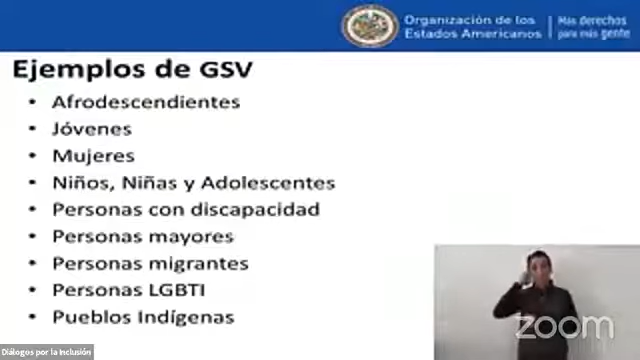 Organización de los
Estados Americanos
Más derechos
para más gente
Ejemplos de GSV
• Afrodescendientes
• Jóvenes
• Mujeres
• Niños, Niñas y Adolescentes
• Personas con discapacidad
• Personas mayores
• Personas migrantes
• Personas LGBTI
• Pueblos Indígenas
zoom
Diálogos por la Inclusión